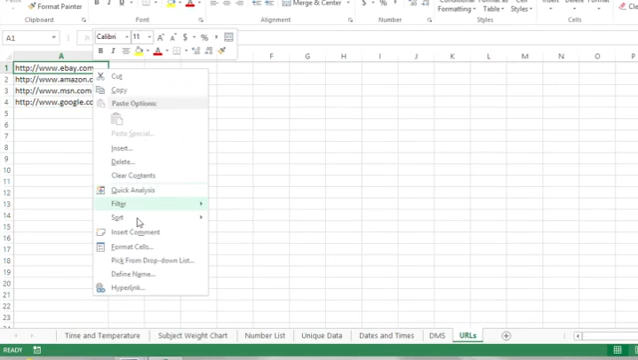 Format Painter
Merge & Center
$ % ,
Conditional Format as Cell
Formatting Table Styles
Insert Delete Format
Clipboard
Font
Alignment
Number
Styles
Cells
A1
fx
Calibri 11 A A $ % ,
B I A
A B C D E F G H I J K L M N
1 http://www.ebay.com
2 http://www.amazon.c
3 http://www.msn.com
4 http://www.google.co
5
6
7
8
9
10
11
12
13
14
15
16
17
18
19
20
21
22
23
24
Cut
Copy
Paste Options:
Paste Special...
Insert...
Delete...
Clear Contents
Quick Analysis
Filter
Sort
Insert Comment
Format Cells...
Pick From Drop-down List...
Define Name...
Hyperlink...
Time and Temperature
Subject Weight Chart
Number List
Unique Data
Dates and Times
DMS
URLs
READY